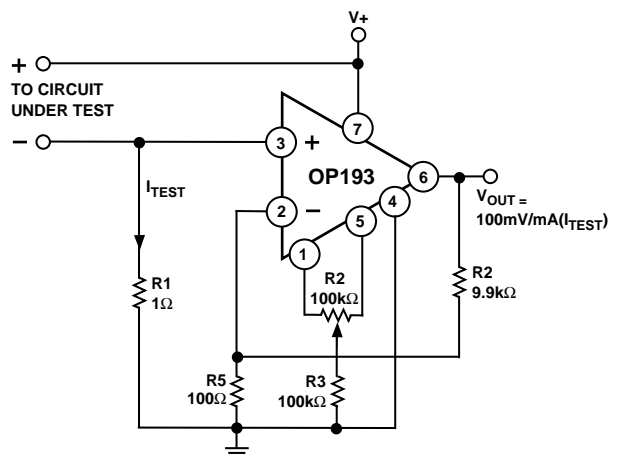 V+
+
TO CIRCUIT
UNDER TEST
−
7
3
+
OP193
6
V_OUT =
100mV/mA(I_TEST)
I_TEST
2
−
4
5
1
R2
100kΩ
R2
9.9kΩ
R1
1Ω
R5
100Ω
R3
100kΩ